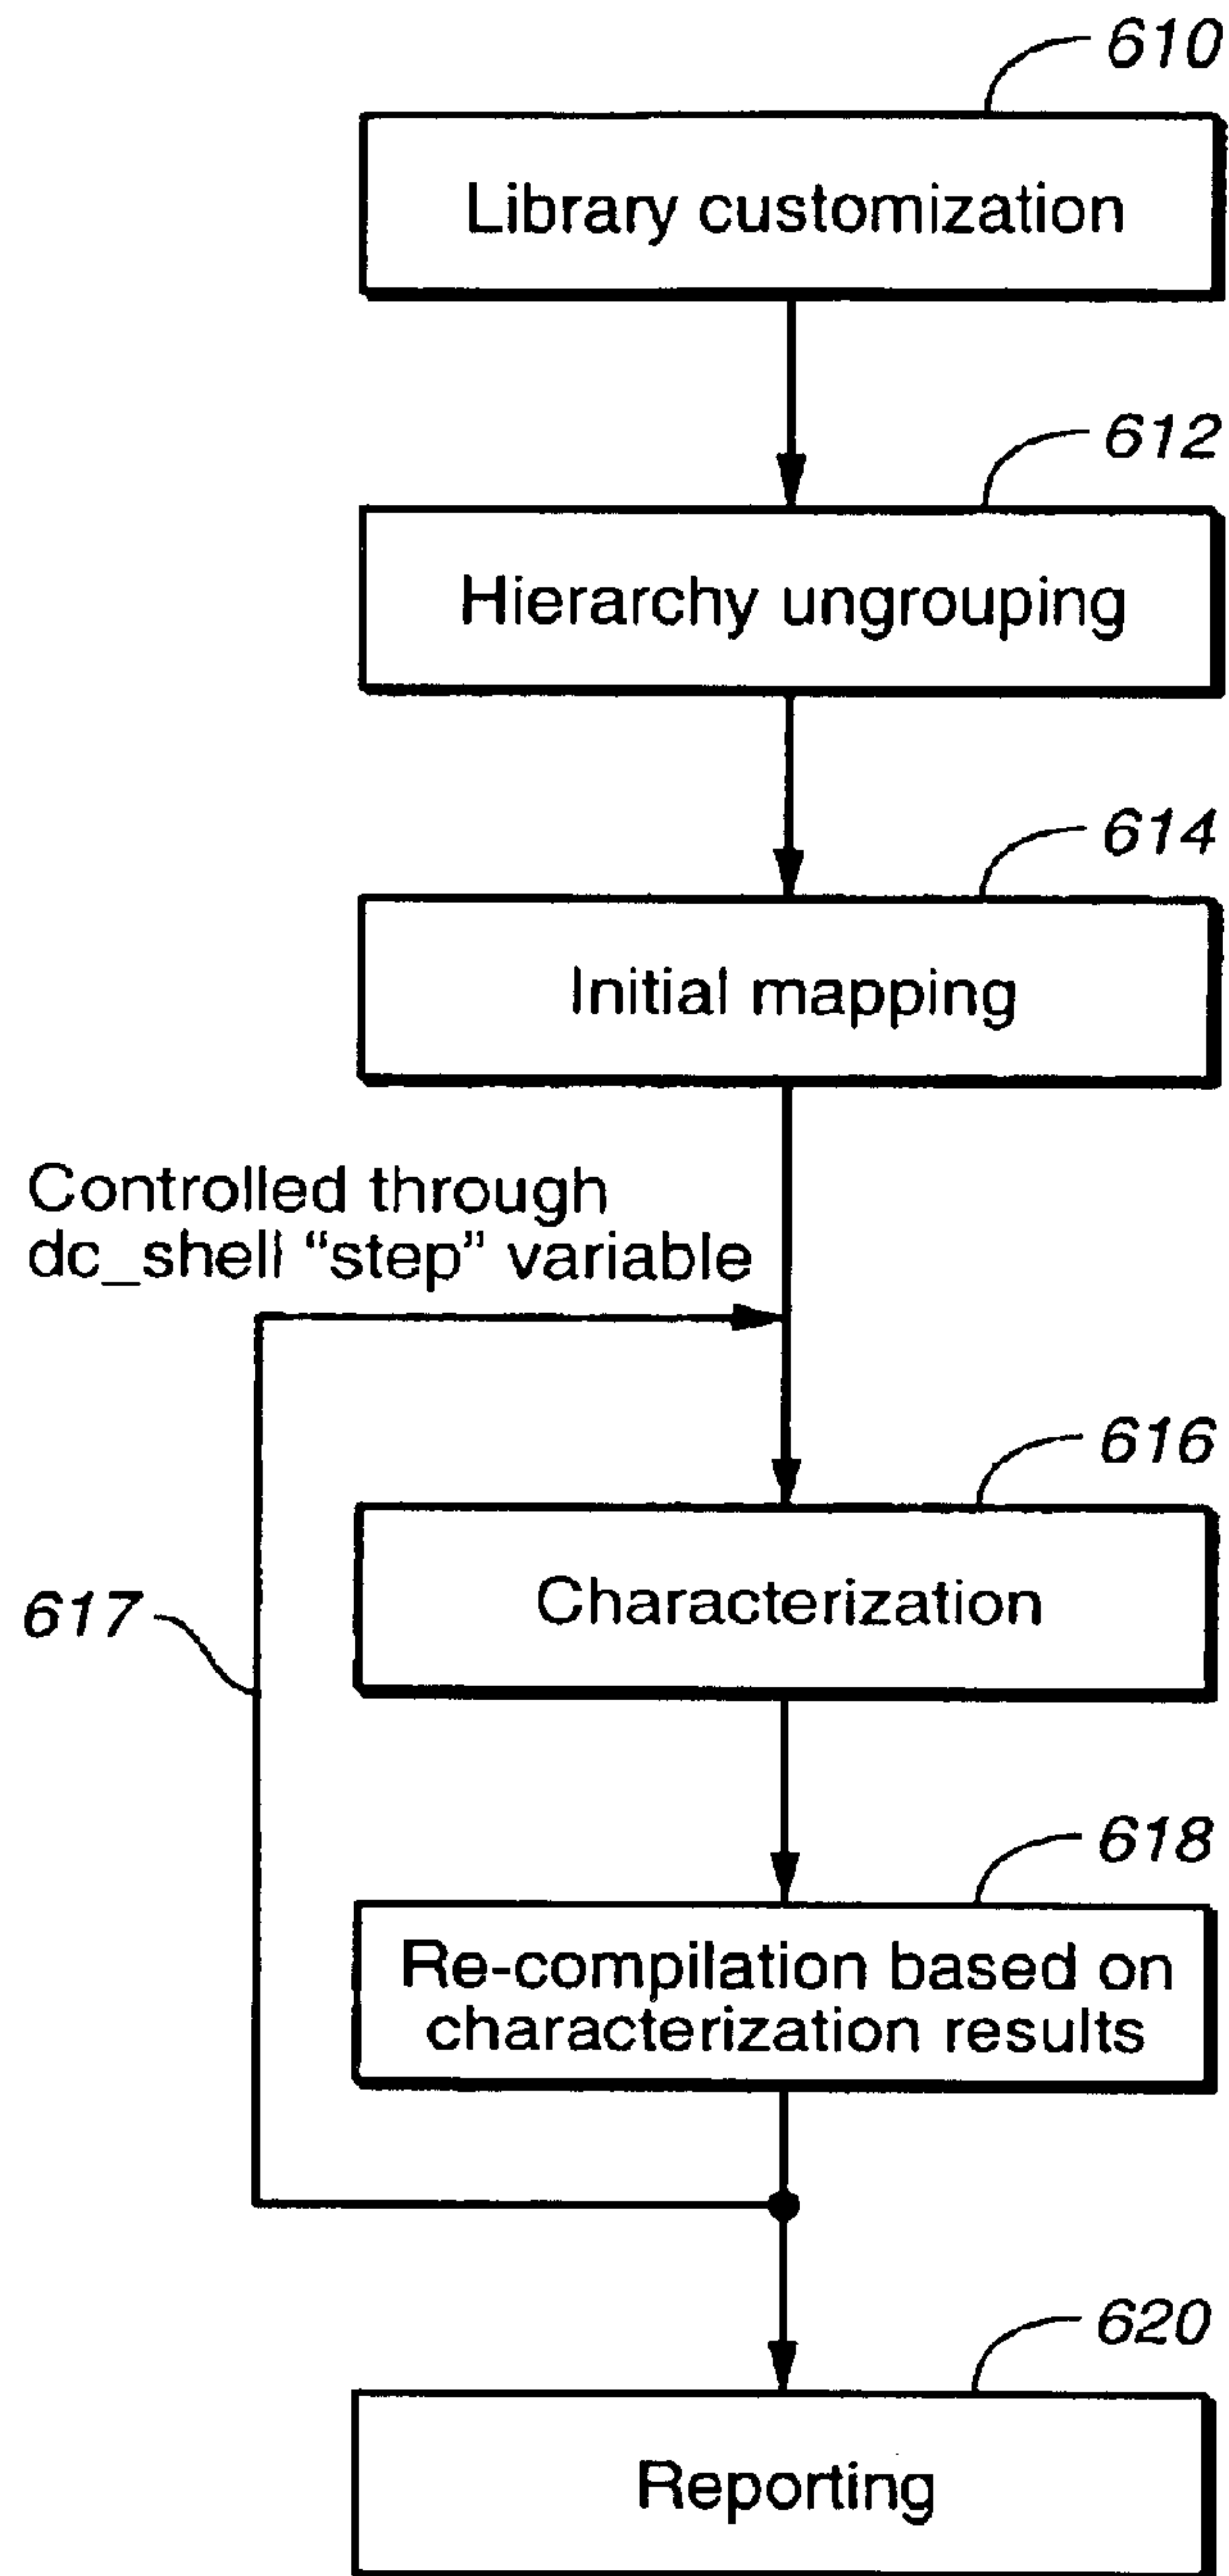 610
Library customization
612
Hierarchy ungrouping
614
Initial mapping
Controlled through
dc_shell “step” variable
616
Characterization
617
618
Re-compilation based on
characterization results
620
Reporting